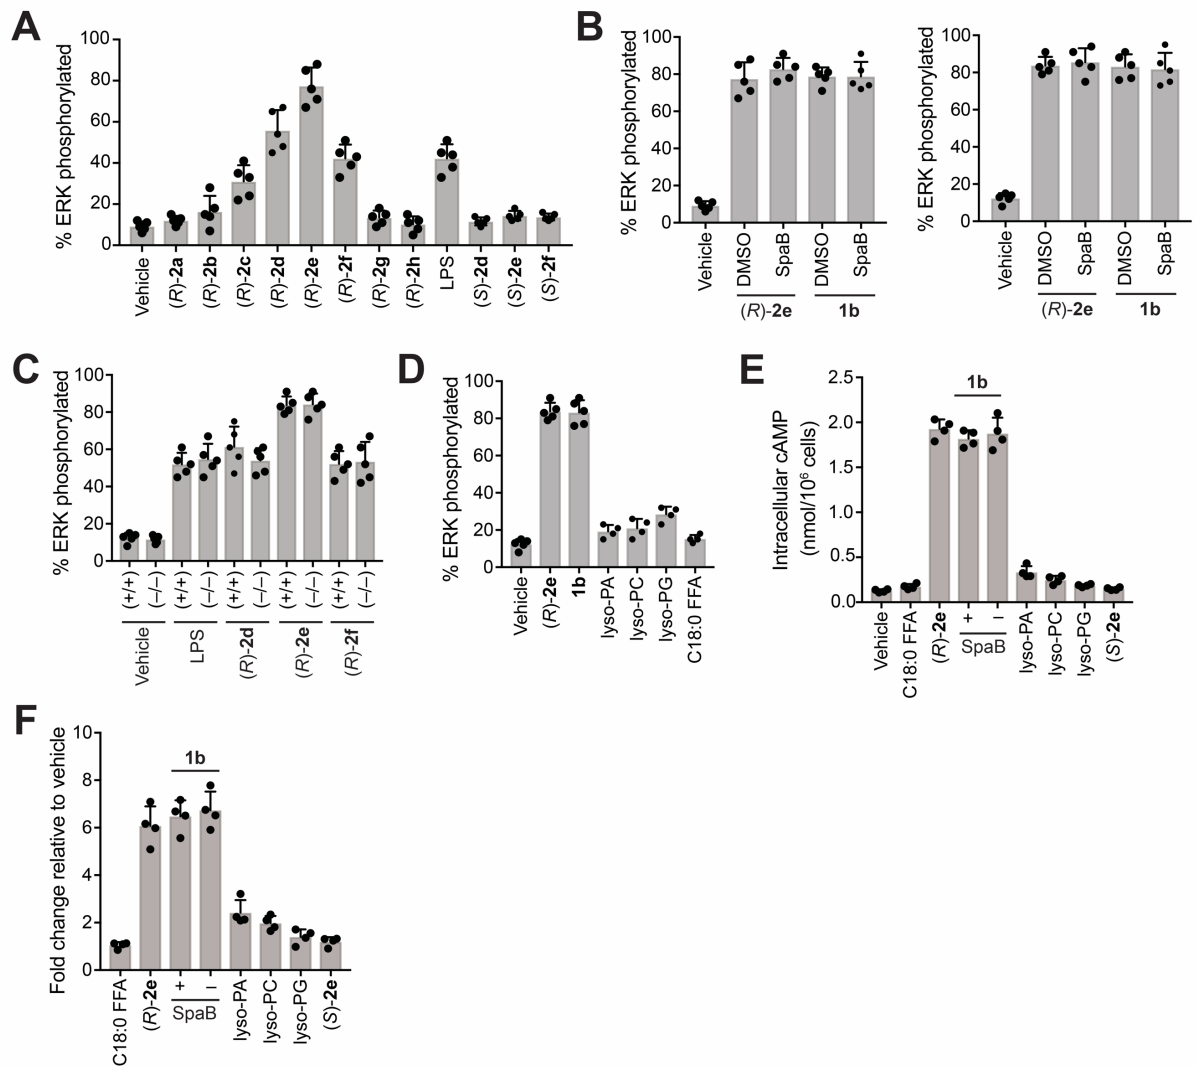 A
% ERK phosphorylated
100
80
60
40
20
0
Vehicle
(R)-2a
(R)-2b
(R)-2c
(R)-2d
(R)-2e
(R)-2f
(R)-2g
(R)-2h
LPS
(S)-2d
(S)-2e
(S)-2f
B
% ERK phosphorylated
100
80
60
40
20
0
Vehicle
DMSO
SpaB
DMSO
SpaB
(R)-2e
1b
% ERK phosphorylated
100
80
60
40
20
0
Vehicle
DMSO
SpaB
DMSO
SpaB
(R)-2e
1b
C
% ERK phosphorylated
100
80
60
40
20
0
(+/+)
(–/–)
(+/+)
(–/–)
(+/+)
(–/–)
(+/+)
(–/–)
(+/+)
(–/–)
Vehicle
LPS
(R)-2d
(R)-2e
(R)-2f
D
% ERK phosphorylated
100
80
60
40
20
0
Vehicle
(R)-2e
1b
lyso-PA
lyso-PC
lyso-PG
C18:0 FFA
E
Intracellular cAMP
(nmol/10⁶ cells)
2.5
2.0
1.5
1.0
0.5
0.0
1b
Vehicle
C18:0 FFA
(R)-2e
+
–
SpaB
lyso-PA
lyso-PC
lyso-PG
(S)-2e
F
Fold change relative to vehicle
10
8
6
4
2
0
1b
C18:0 FFA
(R)-2e
+
–
SpaB
lyso-PA
lyso-PC
lyso-PG
(S)-2e